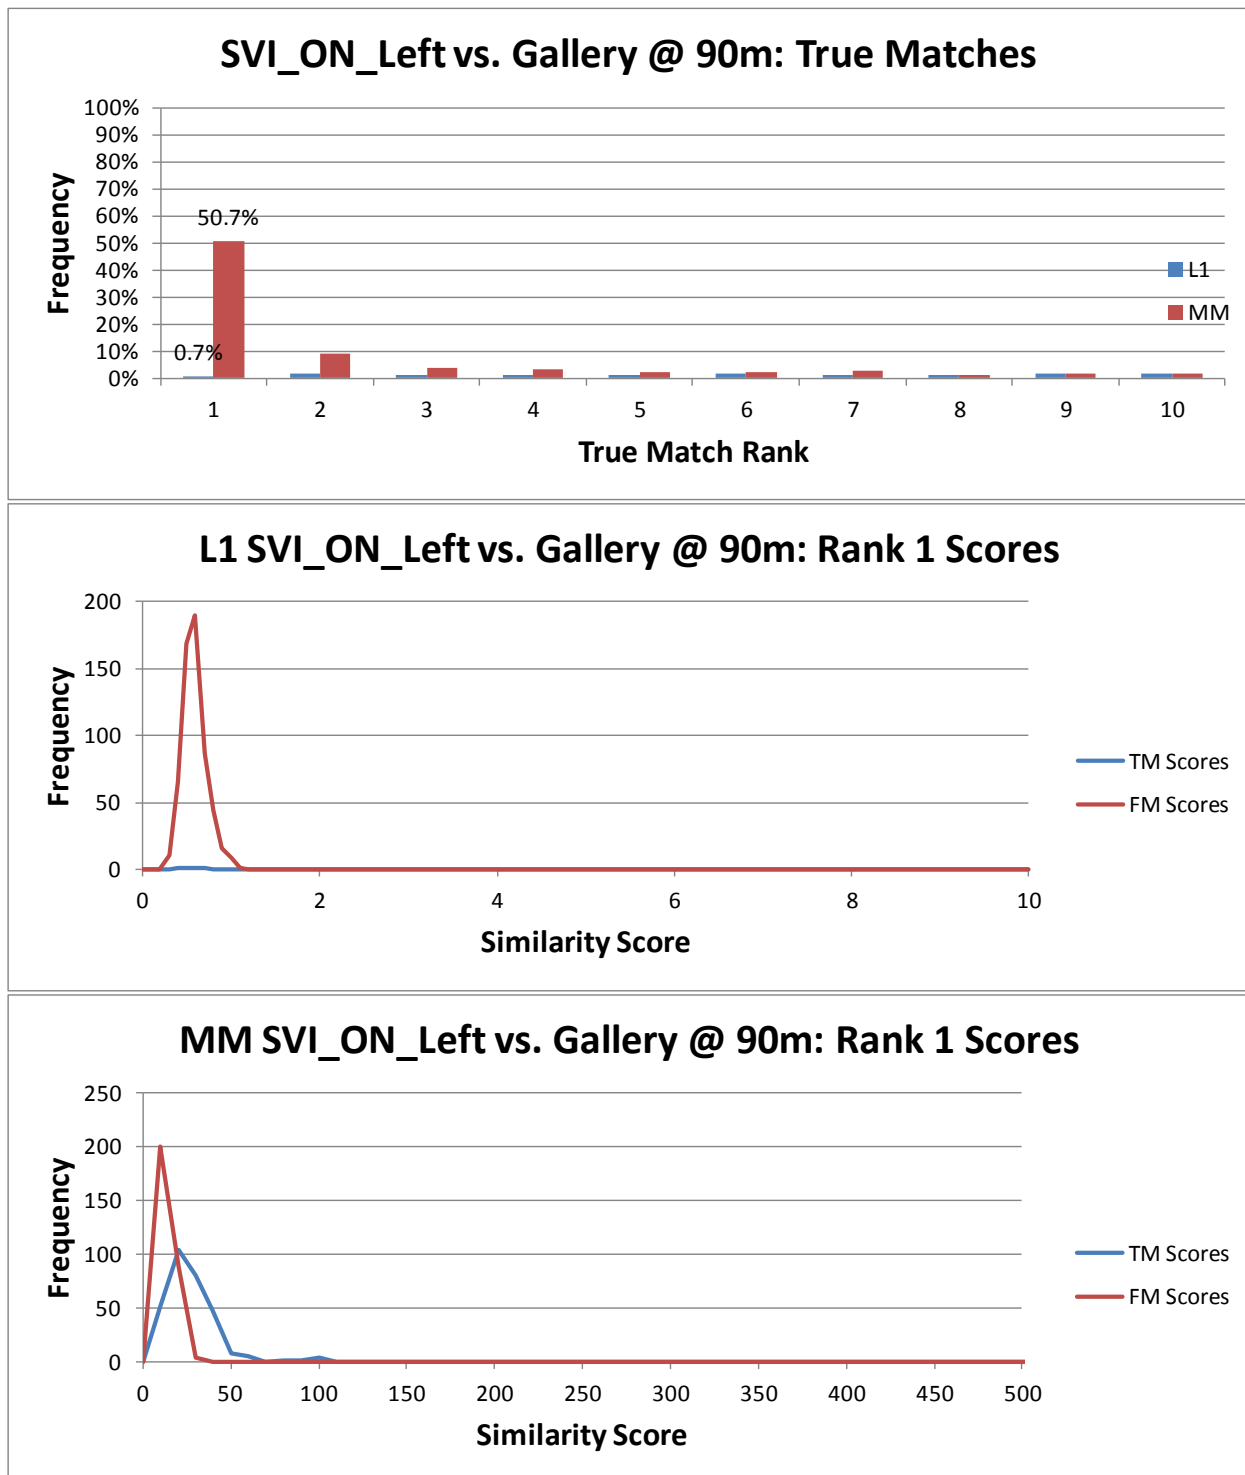 SVI_ON_Left vs. Gallery @ 90m: True Matches
100%
90%
80%
70%
60%
50%
40%
30%
20%
10%
0%
Frequency
50.7%
0.7%
L1
MM
1 2 3 4 5 6 7 8 9 10
True Match Rank
L1 SVI_ON_Left vs. Gallery @ 90m: Rank 1 Scores
200
150
100
50
0
Frequency
TM Scores
FM Scores
0 2 4 6 8 10
Similarity Score
MM SVI_ON_Left vs. Gallery @ 90m: Rank 1 Scores
250
200
150
100
50
0
Frequency
TM Scores
FM Scores
0 50 100 150 200 250 300 350 400 450 500
Similarity Score